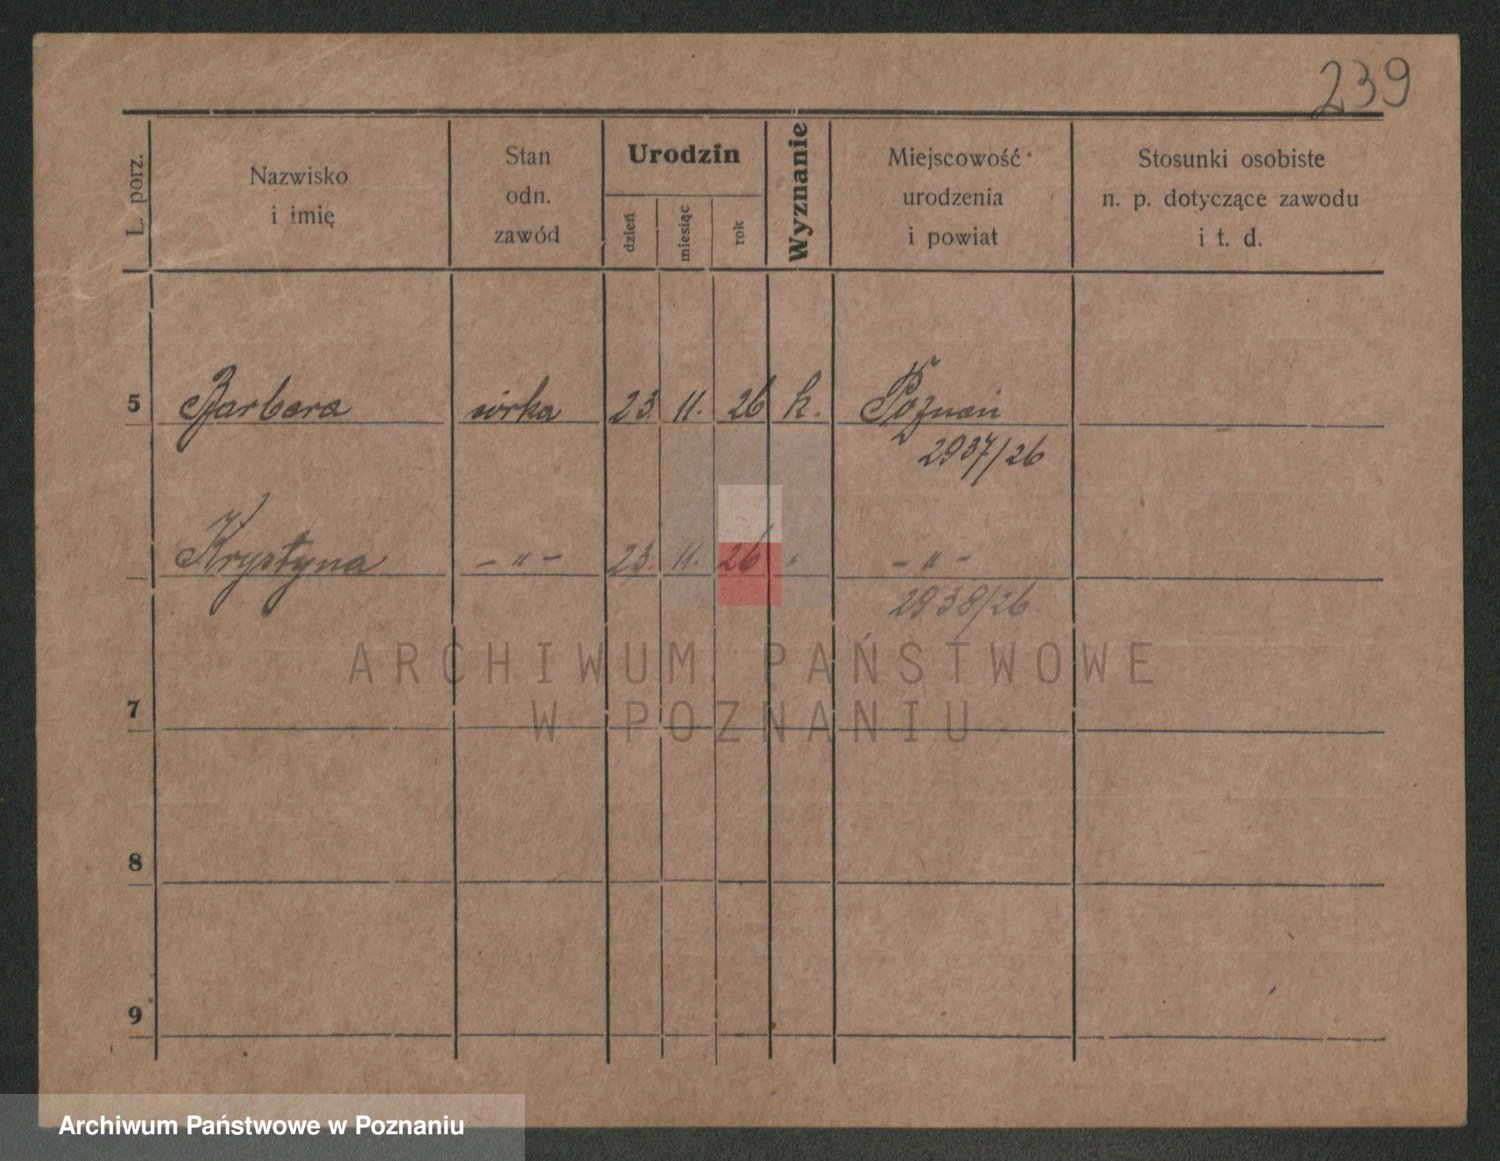 239
L. porz.
Nazwisko
i imię
Stan
odn.
zawód
Urodzin
dzień
miesiąc
rok
Wyznanie
Miejscowość
urodzenia
i powiat
Stosunki osobiste
n. p. dotyczące zawodu
i t. d.
5 Barbara córka 23. 11. 26 k. Poznań
2937/26
Krystyna - " - 23. 11. 26 " - " -
2938/26
ARCHIWUM PAŃSTWOWE
W POZNANIU
7
8
9
Archiwum Państwowe w Poznaniu